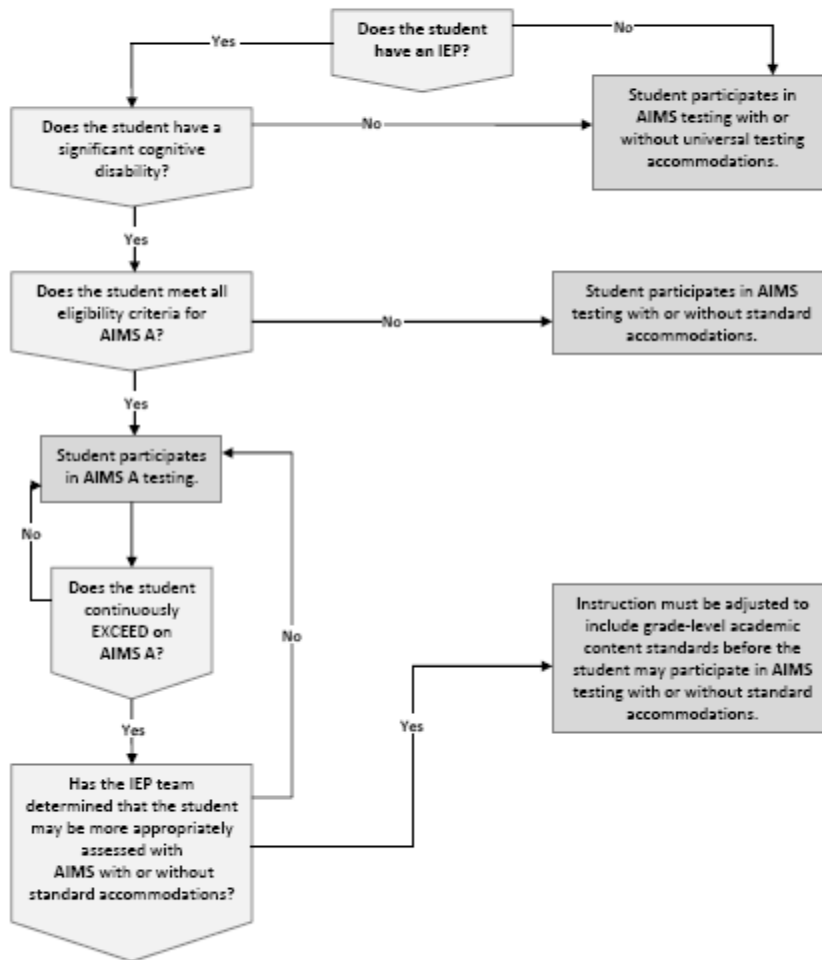 Does the student
have an IEP?
Yes
No
Does the student have a
significant cognitive
disability?
No
Student participates in
AIMS testing with or
without universal testing
accommodations.
Yes
Does the student meet all
eligibility criteria for
AIMS A?
No
Student participates in AIMS
testing with or without standard
accommodations.
Yes
Student participates
in AIMS A testing.
No
Does the student
continuously
EXCEED on
AIMS A?
No
Instruction must be adjusted to
include grade-level academic
content standards before the
student may participate in AIMS
testing with or without standard
accommodations.
Yes
Yes
Has the IEP team
determined that the student
may be more appropriately
assessed with
AIMS with or without
standard accommodations?